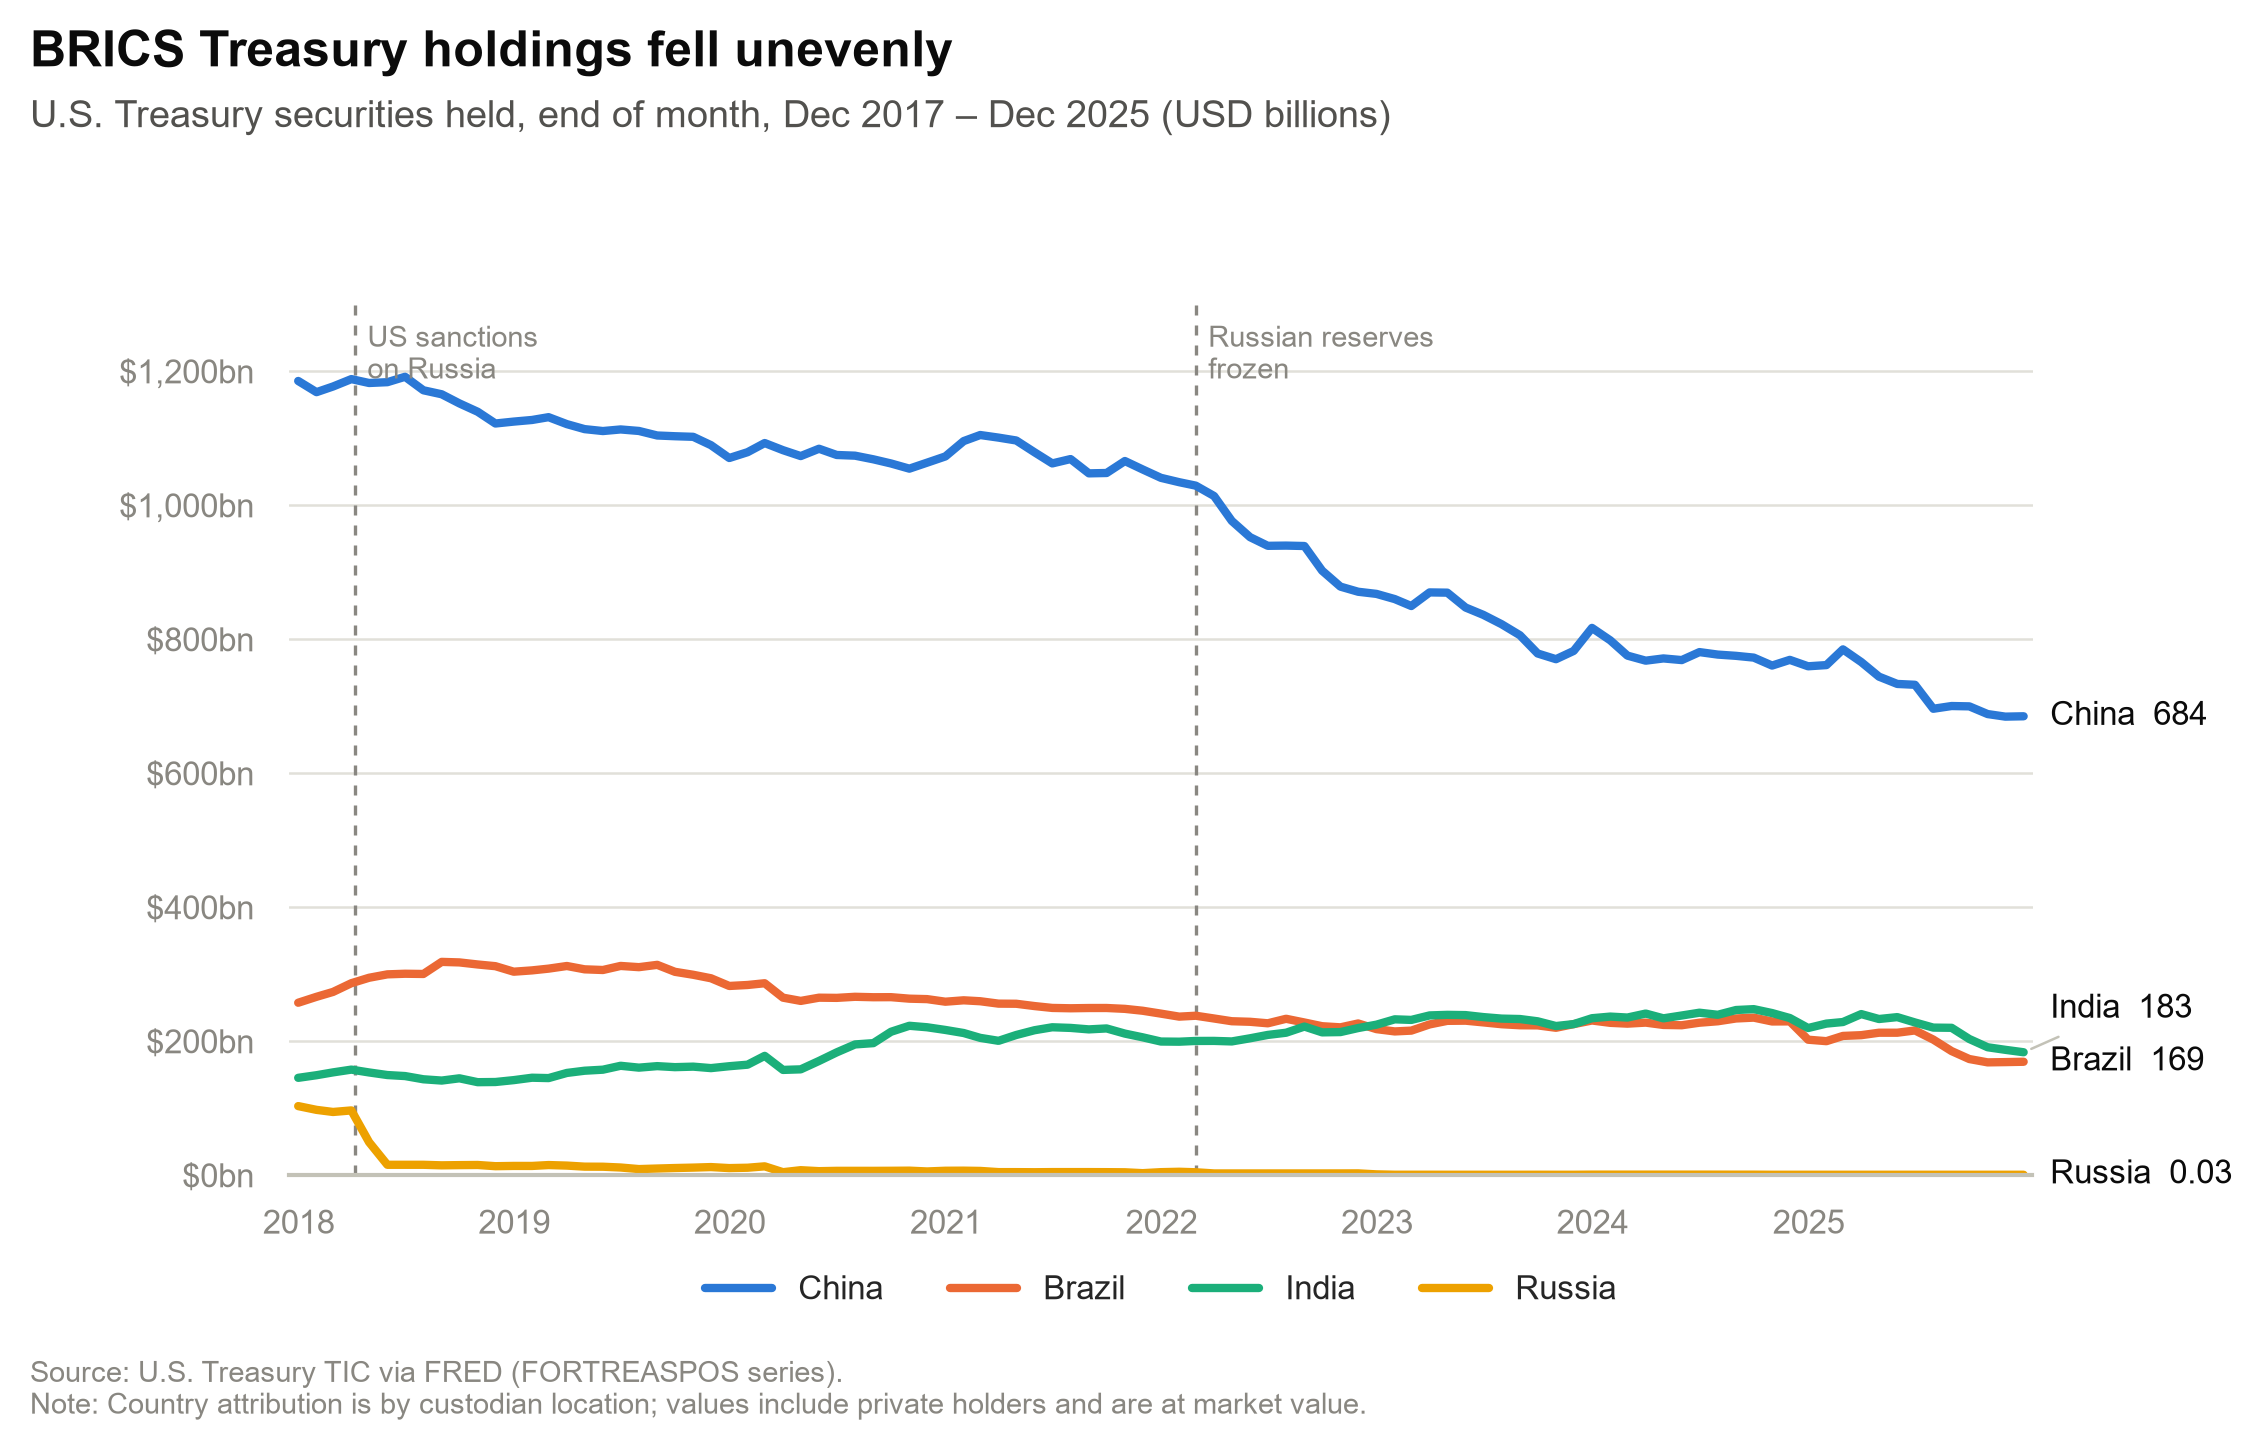 BRICS Treasury holdings fell unevenly
U.S. Treasury securities held, end of month, Dec 2017 – Dec 2025 (USD billions)
US sanctions
on Russia
Russian reserves
frozen
$1,200bn
$1,000bn
$800bn
$600bn
$400bn
$200bn
$0bn
China 684
India 183
Brazil 169
Russia 0.03
2018 2019 2020 2021 2022 2023 2024 2025
China Brazil India Russia
Source: U.S. Treasury TIC via FRED (FORTREASPOS series).
Note: Country attribution is by custodian location; values include private holders and are at market value.